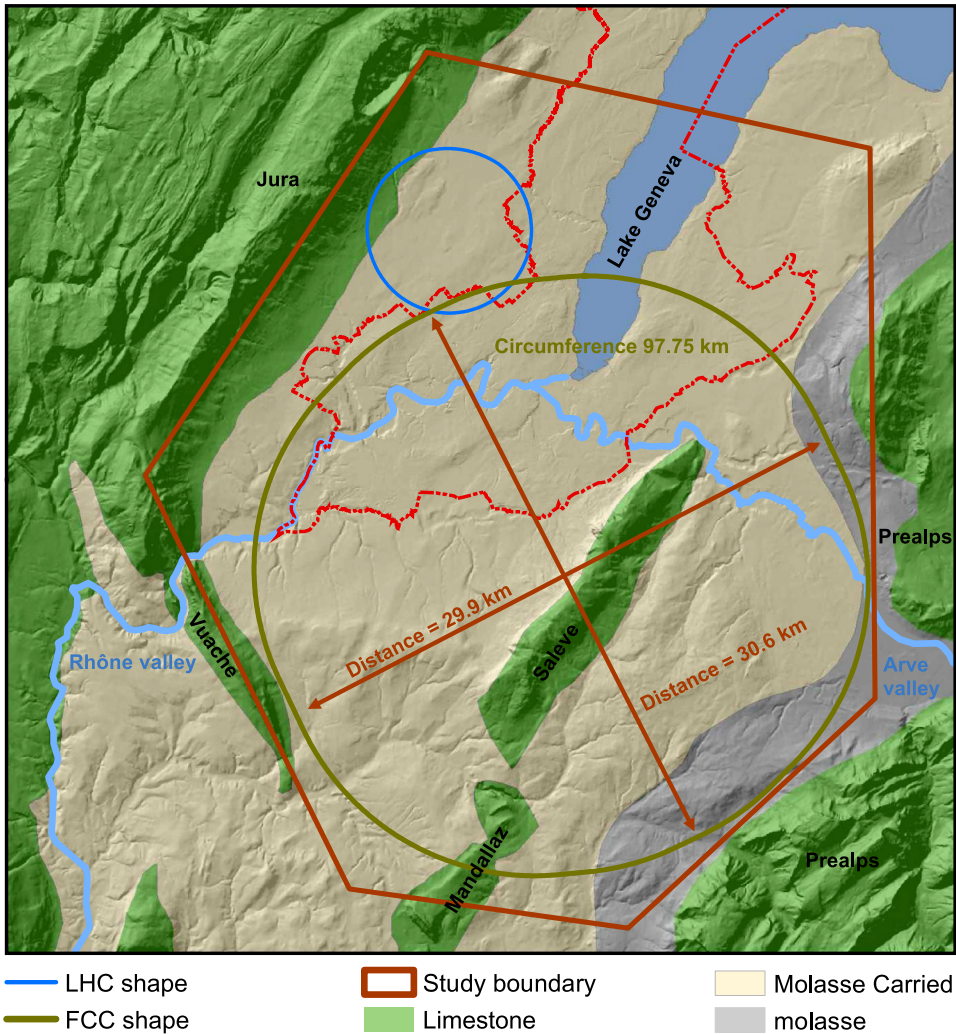 Jura
Lake Geneva
Circumference 97.75 km
Prealps
Distance = 29.9 km
Vuache
Saleve
Rhône valley
Distance = 30.6 km
Arve
valley
Mandallaz
Prealps
LHC shape
Study boundary
Molasse Carried
FCC shape
Limestone
molasse